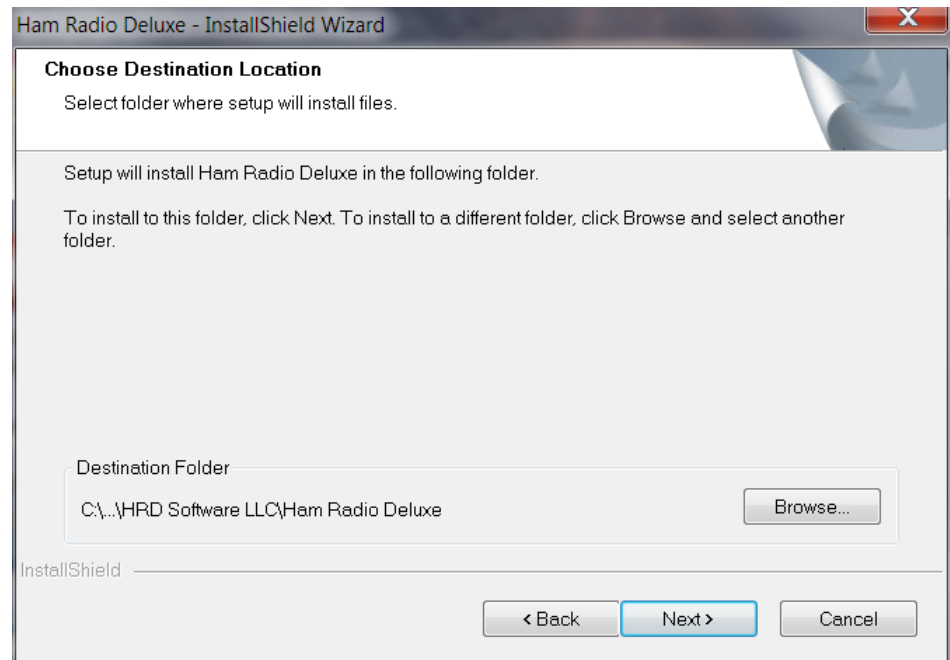 Ham Radio Deluxe - InstallShield Wizard
Choose Destination Location
Select folder where setup will install files.
Setup will install Ham Radio Deluxe in the following folder.
To install to this folder, click Next. To install to a different folder, click Browse and select another
folder.
Destination Folder
C:\...\HRD Software LLC\Ham Radio Deluxe
Browse...
InstallShield
< Back
Next >
Cancel